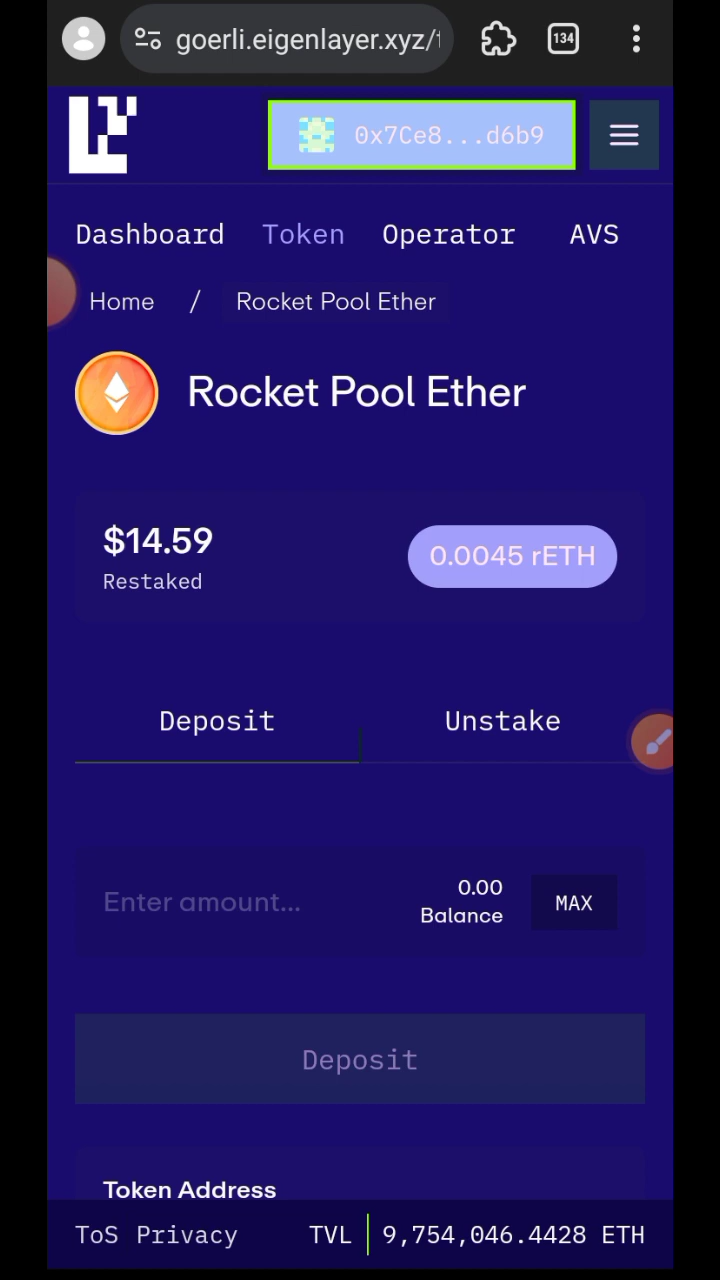 goerli.eigenlayer.xyz/
134
0x7Ce8...d6b9
Dashboard Token Operator AVS
Home / Rocket Pool Ether
Rocket Pool Ether
$14.59
Restaked
0.0045 rETH
Deposit Unstake
Enter amount...
0.00
Balance
MAX
Deposit
Token Address
ToS Privacy TVL 9,754,046.4428 ETH